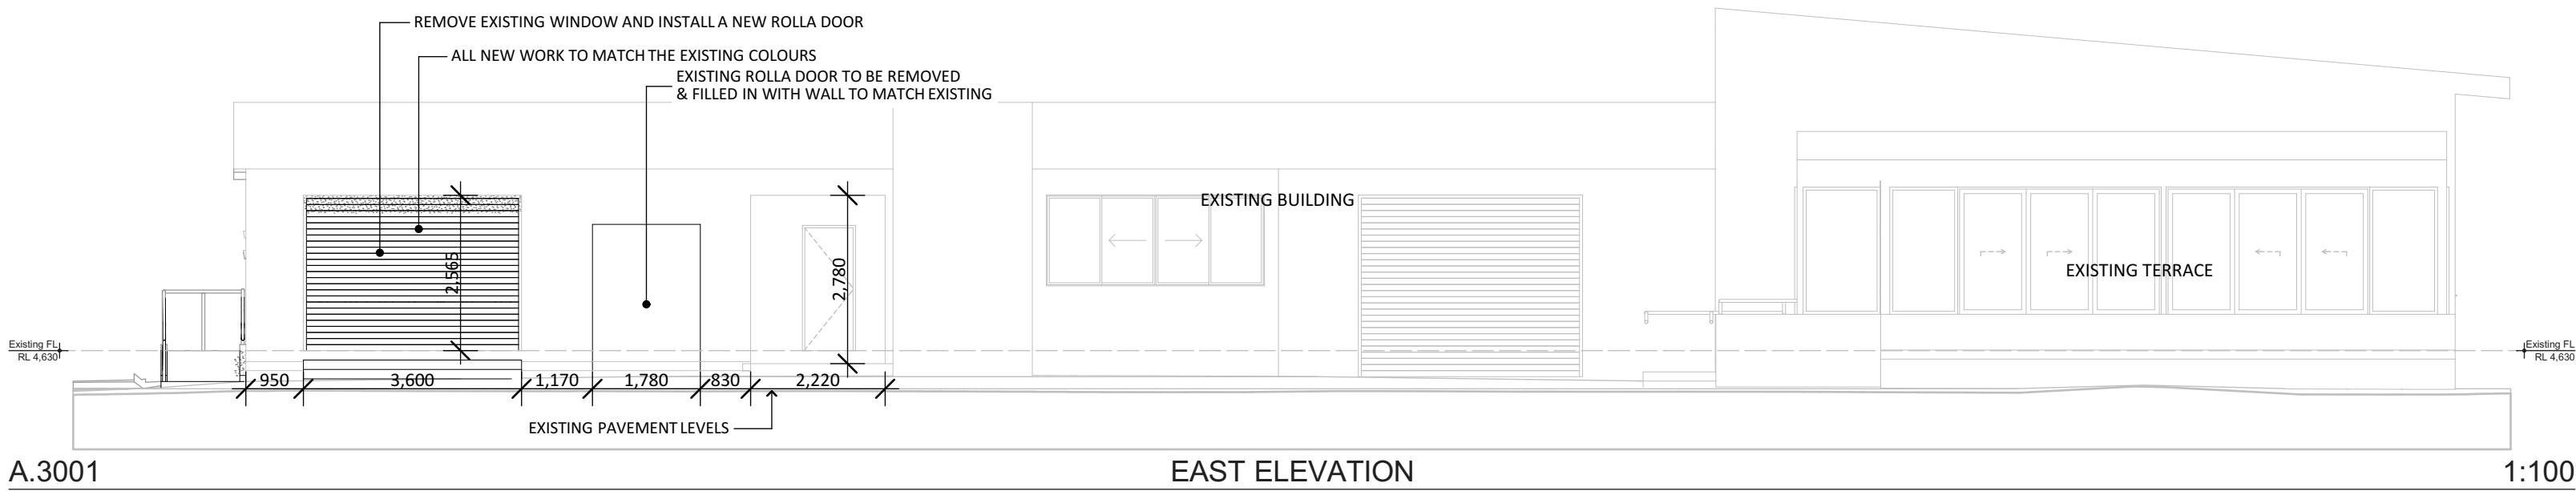 REMOVE EXISTING WINDOW AND INSTALL A NEW ROLLA DOOR
ALL NEW WORK TO MATCH THE EXISTING COLOURS
EXISTING ROLLA DOOR TO BE REMOVED
& FILLED IN WITH WALL TO MATCH EXISTING
EXISTING BUILDING
2,565
2,780
EXISTING TERRACE
Existing FL
RL 4,630
Existing FL
RL 4,630
950
3,600
1,170
1,780
830
2,220
EXISTING PAVEMENT LEVELS
A.3001
EAST ELEVATION
1:100